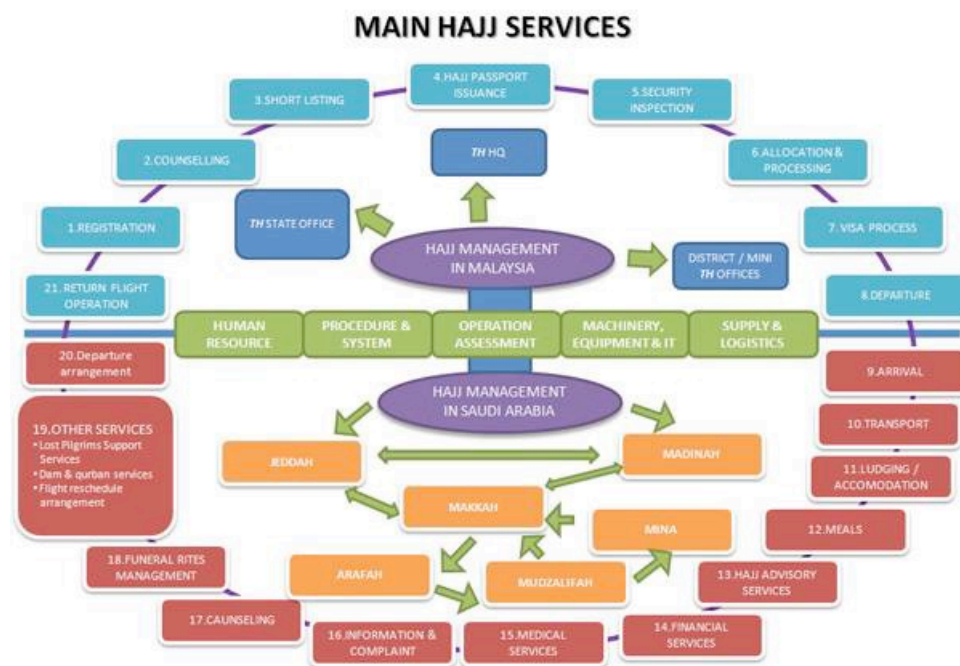 MAIN HAJJ SERVICES
4.HAJJ PASSPORT
ISSUANCE
3.SHORT LISTING
5.SECURITY
INSPECTION
2.COUNSELLING
TH HQ
6.ALLOCATION &
PROCESSING
1.REGISTRATION
TH STATE OFFICE
7. VISA PROCESS
HAJJ MANAGEMENT
IN MALAYSIA
DISTRICT / MINI
TH OFFICES
21.RETURN FLIGHT
OPERATION
8.DEPARTURE
HUMAN
RESOURCE
PROCEDURE &
SYSTEM
OPERATION
ASSESSMENT
MACHINERY,
EQUIPMENT & IT
SUPPLY &
LOGISTICS
20.Departure
arrangement
9.ARRIVAL
HAJJ MANAGEMENT
IN SAUDI ARABIA
19.OTHER SERVICES
• Lost Pilgrims Support
Services
• Dam & qurban services
• Flight reschedule
arrangement
10.TRANSPORT
JEDDAH
MADINAH
11.LUDGING /
ACCOMODATION
MAKKAH
12.MEALS
MINA
18.FUNERAL RITES
MANAGEMENT
ARAFAH
MUDZALIFAH
13.HAJJ ADVISORY
SERVICES
17.CAUNSELING
16.INFORMATION &
COMPLAINT
15.MEDICAL SERVICES
14.FINANCIAL
SERVICES